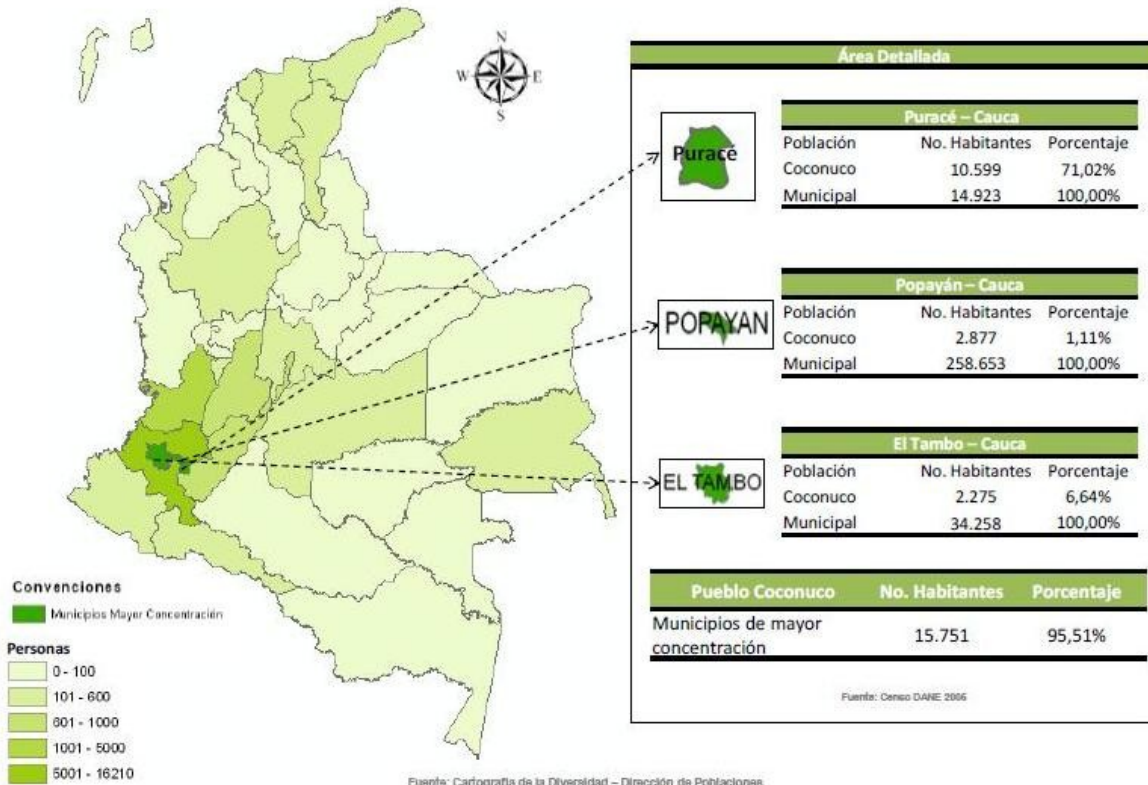 N
W E
S
Área Detallada
Puracé
Puracé – Cauca
Población No. Habitantes Porcentaje
Coconuco 10.599 71,02%
Municipal 14.923 100,00%
POPAYAN
Popayán – Cauca
Población No. Habitantes Porcentaje
Coconuco 2.877 1,11%
Municipal 258.653 100,00%
EL TAMBO
El Tambo – Cauca
Población No. Habitantes Porcentaje
Coconuco 2.275 6,64%
Municipal 34.258 100,00%
Pueblo Coconuco No. Habitantes Porcentaje
Municipios de mayor
concentración 15.751 95,51%
Fuente: Censo DANE 2005
Convenciones
Municipios Mayor Concentración
Personas
0 - 100
101 - 600
601 - 1000
1001 - 5000
5001 - 16210
Fuente: Cartografía de la Diversidad – Dirección de Poblaciones